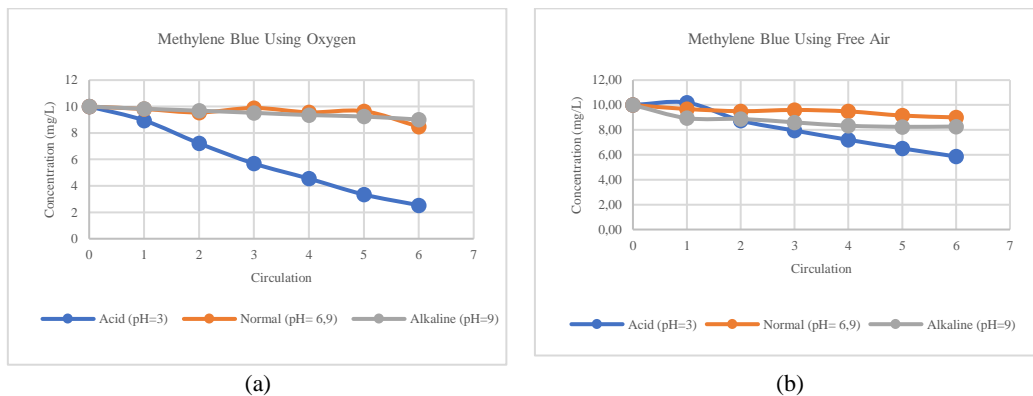 Methylene Blue Using Oxygen
12
10
8
6
4
2
0
Concentration (mg/L)
0 1 2 3 4 5 6 7
Circulation
Acid (pH=3) Normal (pH= 6,9) Alkaline (pH=9)
(a)
Methylene Blue Using Free Air
12,00
10,00
8,00
6,00
4,00
2,00
0,00
Concentration (mg/L)
0 1 2 3 4 5 6 7
Circulation
Acid (pH=3) Normal (pH= 6,9) Alkaline (pH=9)
(b)